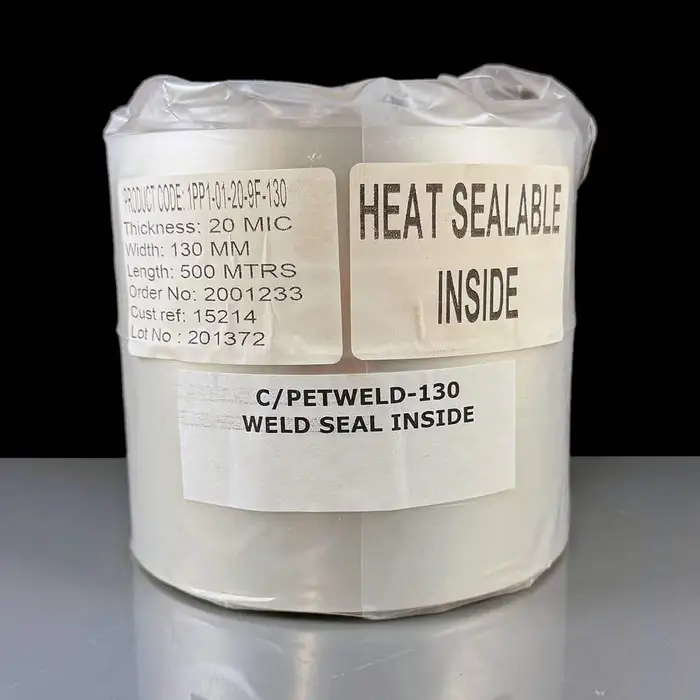 PRODUCT CODE: 1PP1-01-20-9F-130
Thickness: 20 MIC
Width: 130 MM
Length: 500 MTRS
Order No: 2001233
Cust ref: 15214
Lot No : 201372
HEAT SEALABLE
INSIDE
C/PETWELD-130
WELD SEAL INSIDE